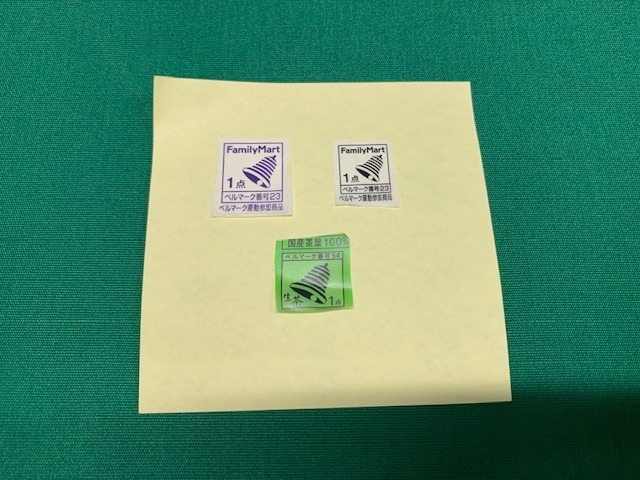 FamilyMart
1点
ベルマーク番号23
ベルマーク運動参加商品
FamilyMart
1点
ベルマーク番号23
ベルマーク運動参加商品
国産茶葉100%
ベルマーク番号54
生茶
1点